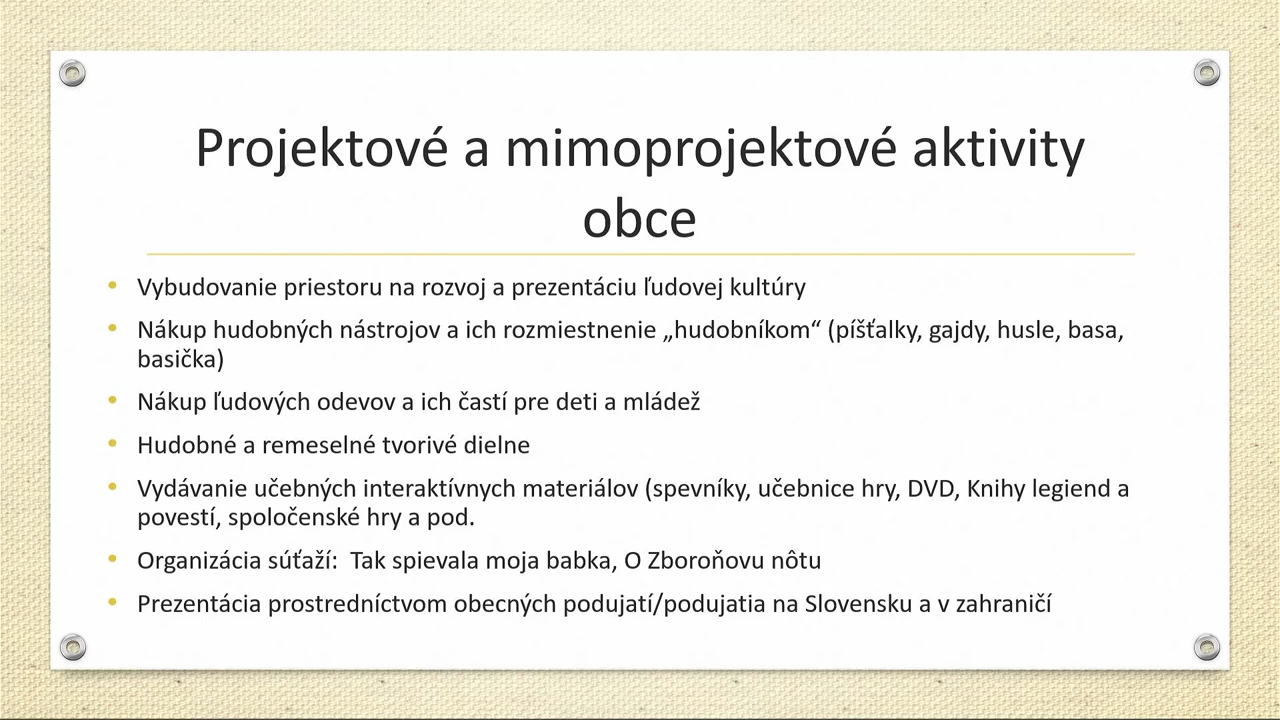 Projektové a mimoprojektové aktivity
obce
• Vybudovanie priestoru na rozvoj a prezentáciu ľudovej kultúry
• Nákup hudobných nástrojov a ich rozmiestnenie „hudobníkom“ (píšťalky, gajdy, husle, basa,
basička)
• Nákup ľudových odevov a ich častí pre deti a mládež
• Hudobné a remeselné tvorivé dielne
• Vydávanie učebných interaktívnych materiálov (spevníky, učebnice hry, DVD, Knihy legiend a
povestí, spoločenské hry a pod.
• Organizácia súťaží:  Tak spievala moja babka, O Zboroňovu nôtu
• Prezentácia prostredníctvom obecných podujatí/podujatia na Slovensku a v zahraničí